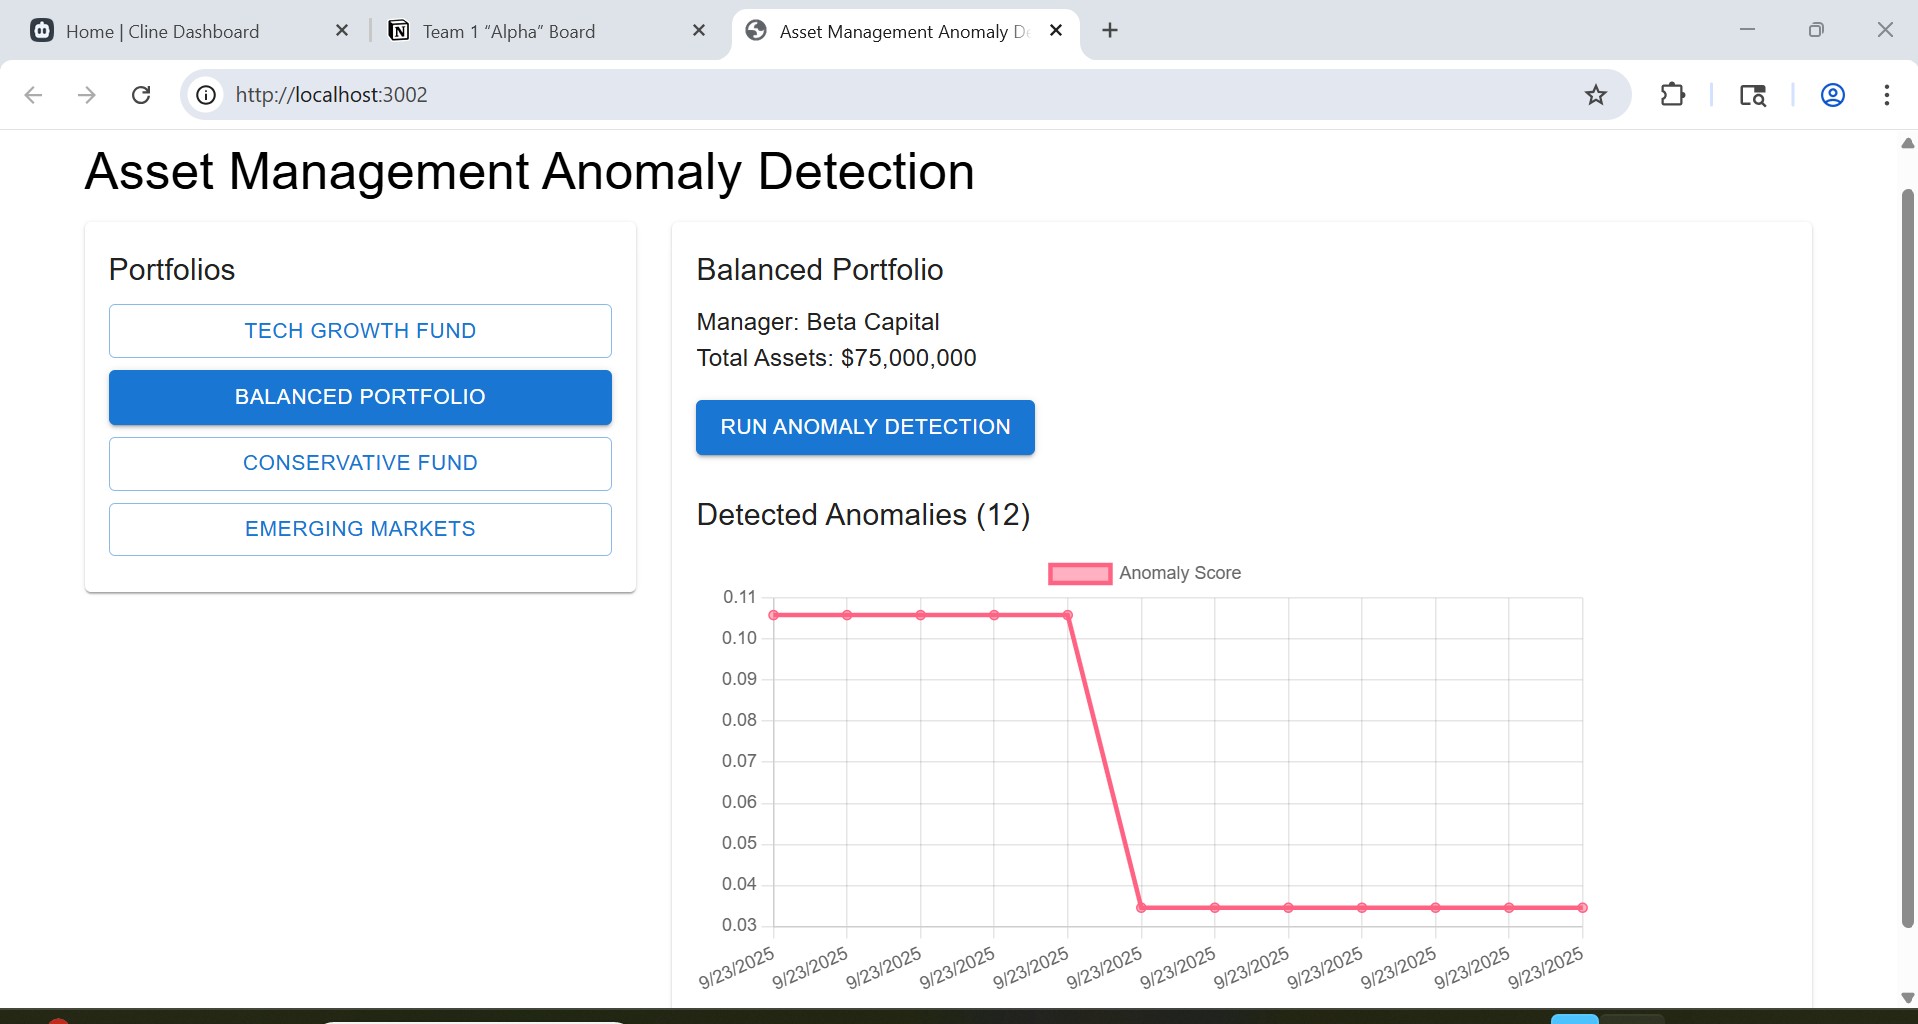 Home | Cline Dashboard
Team 1 “Alpha” Board
Asset Management Anomaly De
http://localhost:3002
Asset Management Anomaly Detection
Portfolios
TECH GROWTH FUND
BALANCED PORTFOLIO
CONSERVATIVE FUND
EMERGING MARKETS
Balanced Portfolio
Manager: Beta Capital
Total Assets: $75,000,000
RUN ANOMALY DETECTION
Detected Anomalies (12)
Anomaly Score
0.11
0.10
0.09
0.08
0.07
0.06
0.05
0.04
0.03
9/23/2025
9/23/2025
9/23/2025
9/23/2025
9/23/2025
9/23/2025
9/23/2025
9/23/2025
9/23/2025
9/23/2025
9/23/2025
9/23/2025